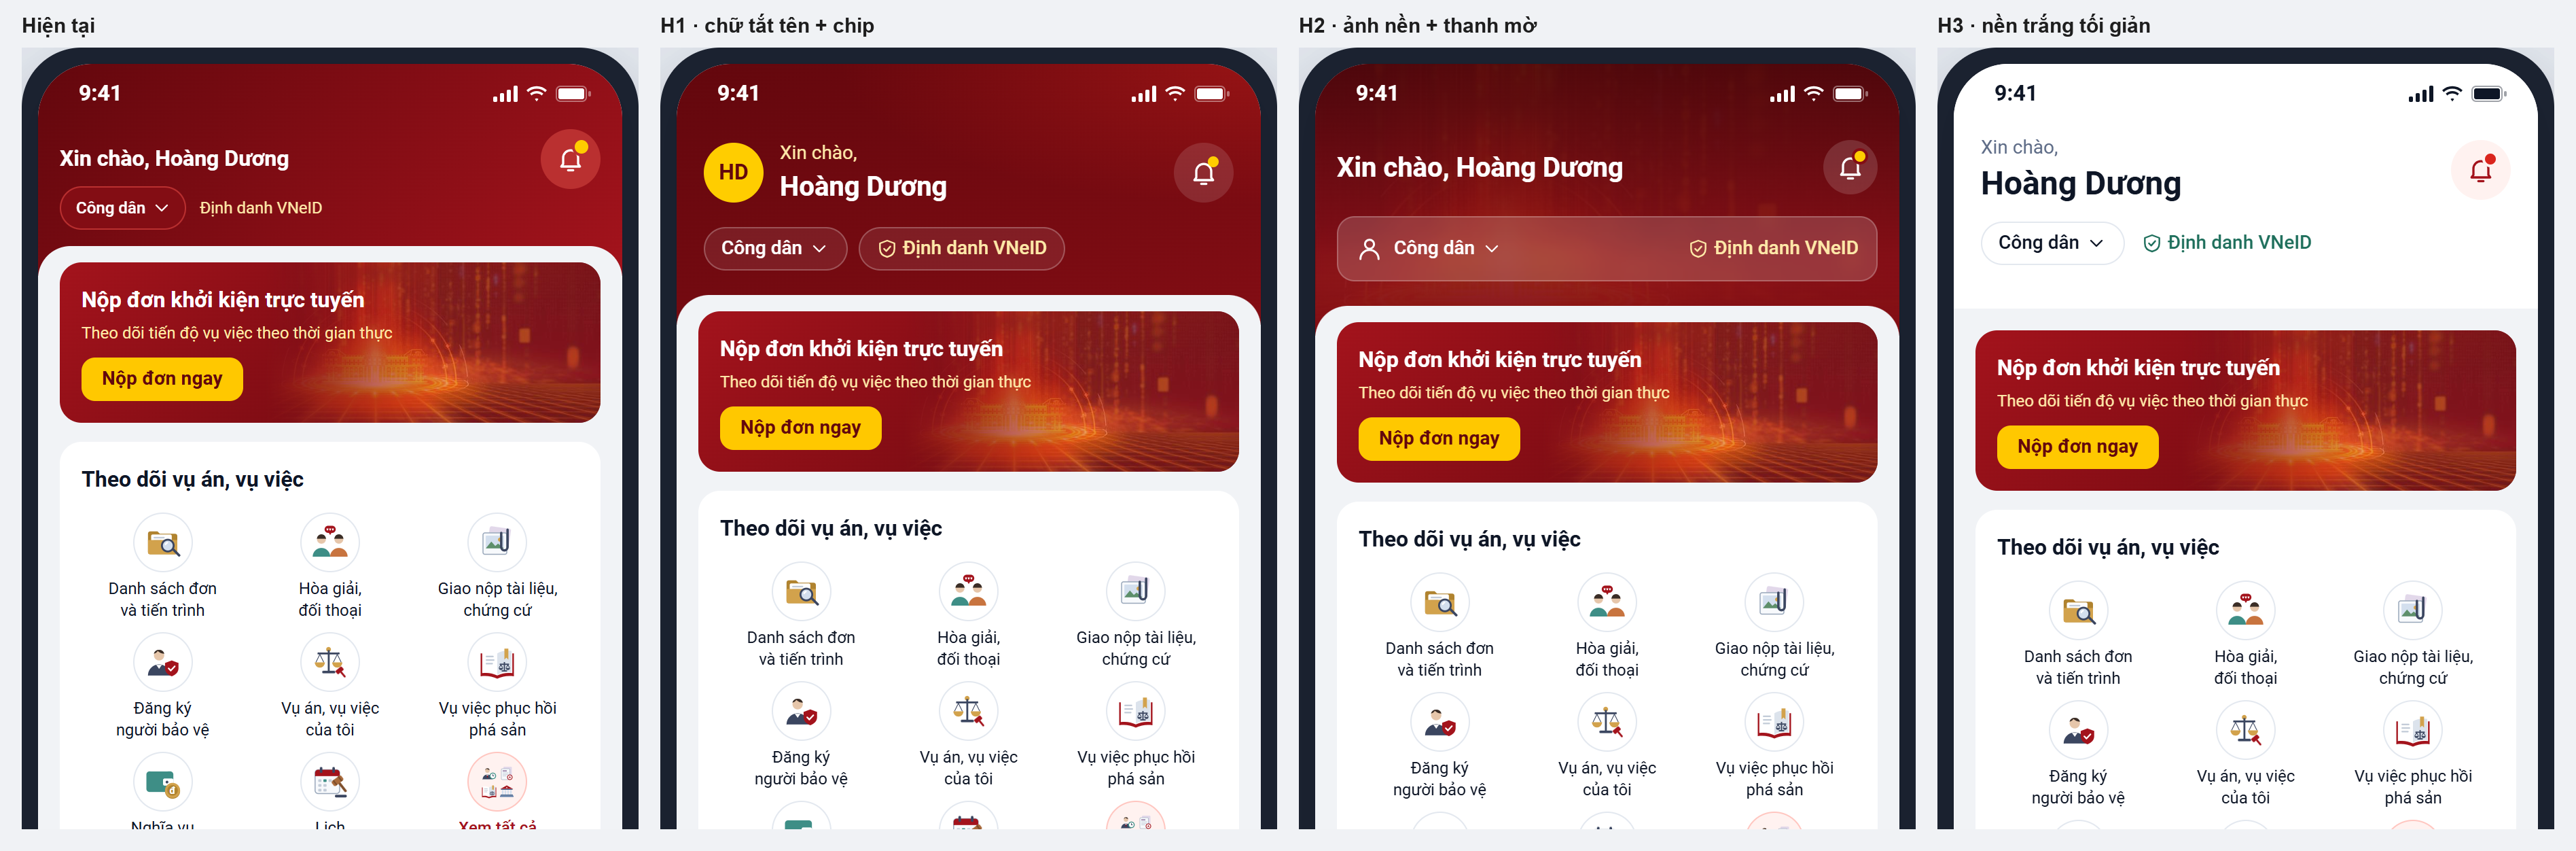 Hiện tại
9:41
Xin chào, Hoàng Dương
Công dân
Định danh VNeID
Nộp đơn khởi kiện trực tuyến
Theo dõi tiến độ vụ việc theo thời gian thực
Nộp đơn ngay
Theo dõi vụ án, vụ việc
Danh sách đơn
và tiến trình
Hòa giải,
đối thoại
Giao nộp tài liệu,
chứng cứ
Đăng ký
người bảo vệ
Vụ án, vụ việc
của tôi
Vụ việc phục hồi
phá sản
Nghĩa vụ
Lịch
Xem tất cả
H1 · chữ tắt tên + chip
9:41
HD
Xin chào,
Hoàng Dương
Công dân
Định danh VNeID
Nộp đơn khởi kiện trực tuyến
Theo dõi tiến độ vụ việc theo thời gian thực
Nộp đơn ngay
Theo dõi vụ án, vụ việc
Danh sách đơn
và tiến trình
Hòa giải,
đối thoại
Giao nộp tài liệu,
chứng cứ
Đăng ký
người bảo vệ
Vụ án, vụ việc
của tôi
Vụ việc phục hồi
phá sản
H2 · ảnh nền + thanh mờ
9:41
Xin chào, Hoàng Dương
Công dân
Định danh VNeID
Nộp đơn khởi kiện trực tuyến
Theo dõi tiến độ vụ việc theo thời gian thực
Nộp đơn ngay
Theo dõi vụ án, vụ việc
Danh sách đơn
và tiến trình
Hòa giải,
đối thoại
Giao nộp tài liệu,
chứng cứ
Đăng ký
người bảo vệ
Vụ án, vụ việc
của tôi
Vụ việc phục hồi
phá sản
H3 · nền trắng tối giản
9:41
Xin chào,
Hoàng Dương
Công dân
Định danh VNeID
Nộp đơn khởi kiện trực tuyến
Theo dõi tiến độ vụ việc theo thời gian thực
Nộp đơn ngay
Theo dõi vụ án, vụ việc
Danh sách đơn
và tiến trình
Hòa giải,
đối thoại
Giao nộp tài liệu,
chứng cứ
Đăng ký
người bảo vệ
Vụ án, vụ việc
của tôi
Vụ việc phục hồi
phá sản